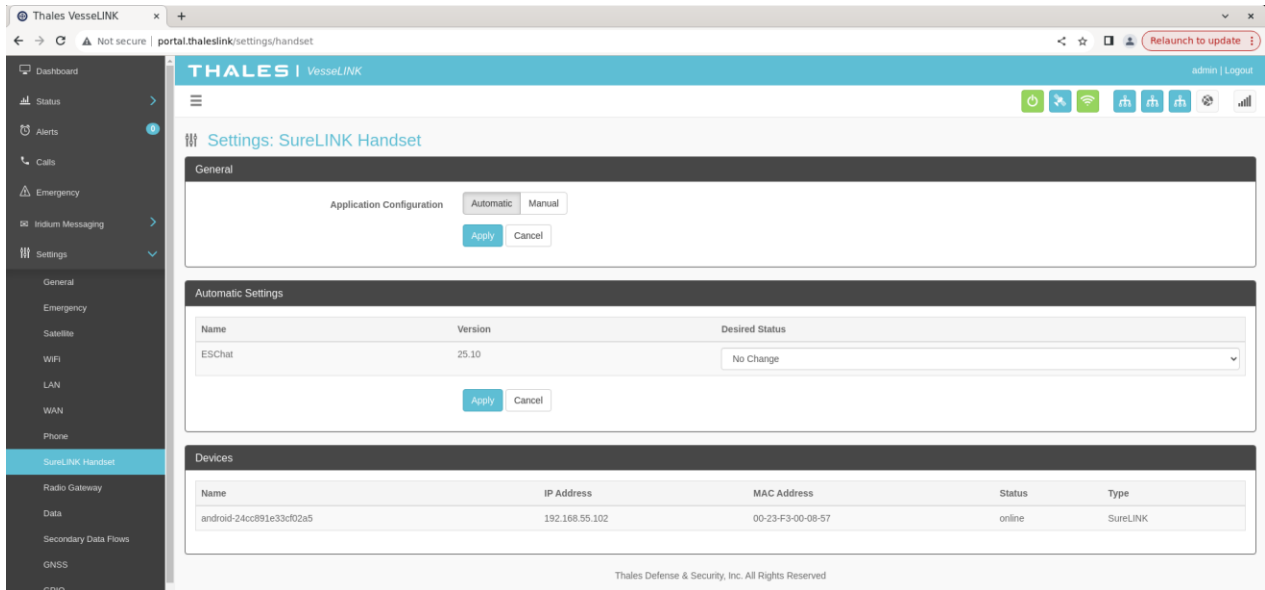 Thales VesseLINK
Not secure | portal.thaleslink/settings/handset
Relaunch to update
Dashboard
Status
Alerts 0
Calls
Emergency
Iridium Messaging
Settings
General
Emergency
Satellite
WiFi
LAN
WAN
Phone
SureLINK Handset
Radio Gateway
Data
Secondary Data Flows
GNSS
GPIO
THALES | VesseLINK
admin | Logout
Settings: SureLINK Handset
General
Application Configuration Automatic Manual
Apply Cancel
Automatic Settings
Name Version Desired Status
ESChat 25.10 No Change
Apply Cancel
Devices
Name IP Address MAC Address Status Type
android-24cc891e33cf02a5 192.168.55.102 00-23-F3-00-08-57 online SureLINK
Thales Defense & Security, Inc. All Rights Reserved